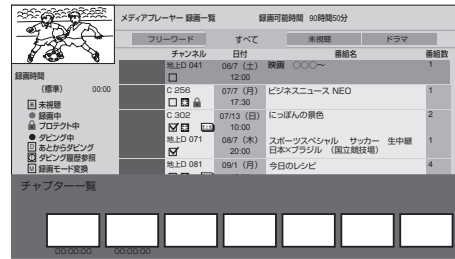 メディアプレーヤー 録画一覧 録画可能時間 90時間50分
フリーワード すべて 未視聴 ドラマ
チャンネル 日付 番組名 番組数
地上D 041 06/7 (土) 映画 ○○○～ 1
12:00
C 256 07/7 (月) ビジネスニュース NEO 1
17:30
C 302 07/13 (日) にっぽんの景色 2
10:00
地上D 071 08/7 (木) スポーツスペシャル サッカー 生中継 1
20:00 日本×ブラジル (国立競技場)
地上D 081 09/1 (月) 今日のレシピ 4
録画時間
(標準) 00:00
未視聴
録画中
プロテクト中
ダビング中
あとからダビング
ダビング履歴参照
M 録画モード変換
チャプター一覧
00:00:00 00:00:00